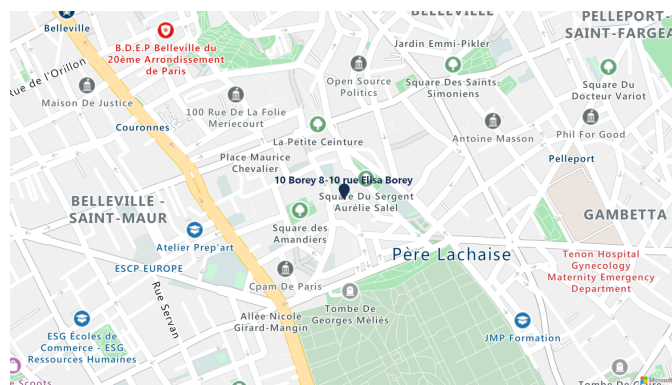 BELLEVILLE
PELLEPORT-
SAINT-FARGEA
Belleville
B.D.E.P Belleville du
20ème Arrondissement
de Paris
Jardin Emmi-Pikler
Rue de l'Orillon
Open Source
Politics
Square Des Saints-
Simoniens
Square Du
Docteur Variot
Maison De Justice
100 Rue De La Folie
Mericourt
Couronnes
La Petite Ceinture
Antoine Masson
Phil For Good
Place Maurice
Chevalier
Pelleport
10 Borey 8-10 rue Elisa Borey
Square Du Sergent
Aurélie Salel
BELLEVILLE -
SAINT-MAUR
Square des
Amandiers
GAMBETTA
Atelier Prep'art
Père Lachaise
Tenon Hospital
Gynecology
Maternity Emergency
Department
ESCP EUROPE
Cpam De Paris
Rue Servan
Allée Nicole
Girard-Mangin
Tombe De
Georges Méliès
ESG Écoles de
Commerce - ESG
Ressources Humaines
JMP Formation
e Scouts
Microsoft